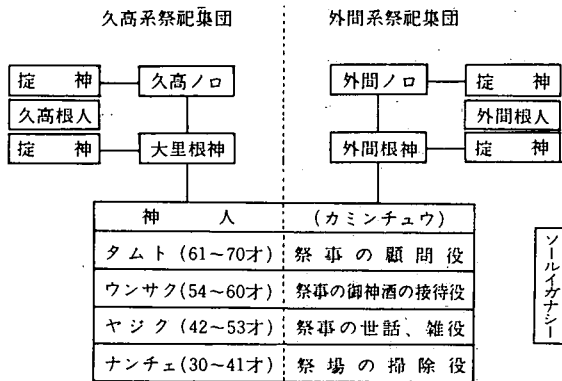 久高系祭祀集団 外間系祭祀集団
掟神 久高ノロ 外間ノロ 掟神
久高根人 外間根人
掟神 大里根神 外間根神 掟神
神人 (カミンチュウ)
タムト(61～70才) 祭事の顧問役
ウンサク(54～60才) 祭事の御神酒の接待役
ヤジク(42～53才) 祭事の世話、雑役
ナンチェ(30～41才) 祭場の掃除役
ソールイガナシー